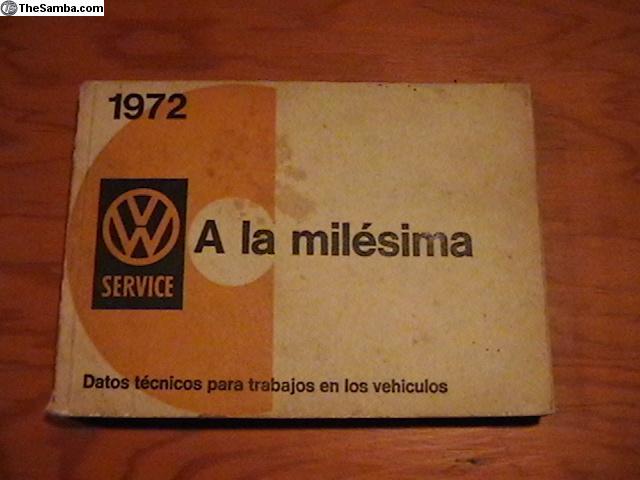 TheSamba.com
1972
VW
SERVICE
A la milésima
Datos técnicos para trabajos en los vehiculos